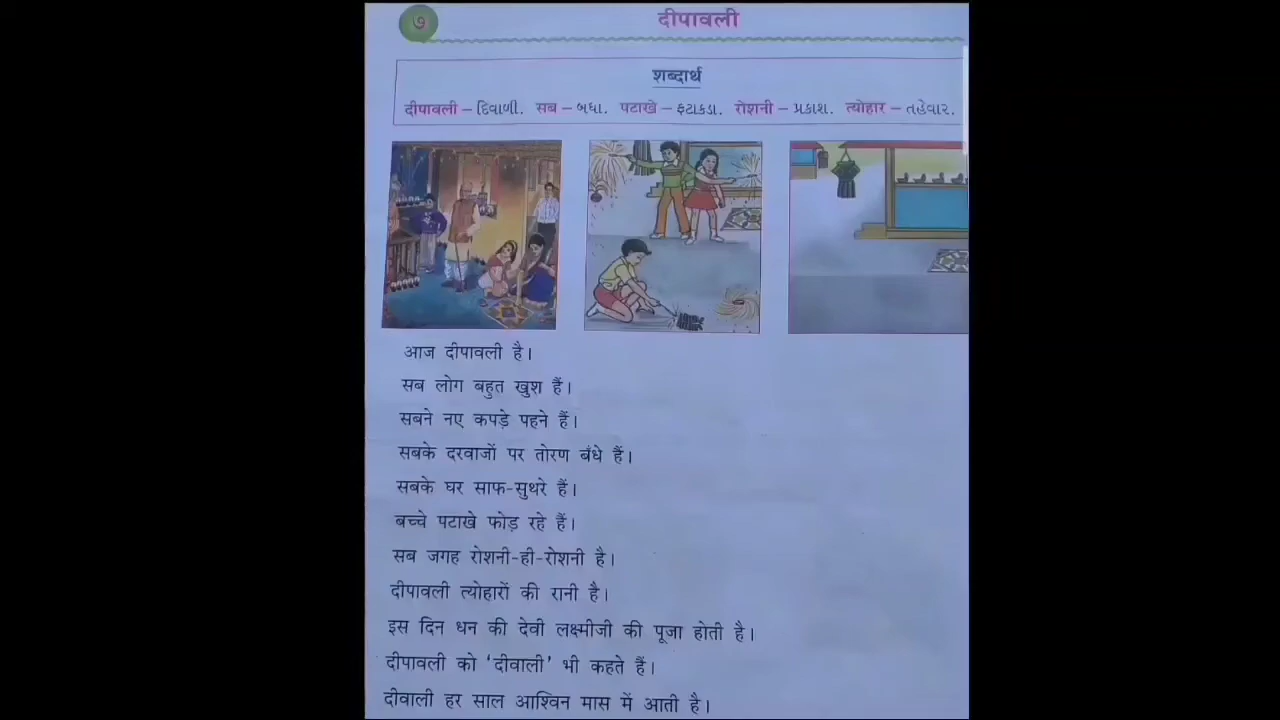 ७
दीपावली
शब्दार्थ
दीपावली – દિવાળી. सब – બધા. पटाखे – ફટાકડા. रोशनी – પ્રકાશ. त्योहार – તહેવાર.
आज दीपावली है।
सब लोग बहुत खुश हैं।
सबने नए कपड़े पहने हैं।
सबके दरवाजों पर तोरण बँधे हैं।
सबके घर साफ-सुथरे हैं।
बच्चे पटाखे फोड़ रहे हैं।
सब जगह रोशनी-ही-रोशनी है।
दीपावली त्योहारों की रानी है।
इस दिन धन की देवी लक्ष्मीजी की पूजा होती है।
दीपावली को ‘दीवाली’ भी कहते हैं।
दीवाली हर साल आश्विन मास में आती है।